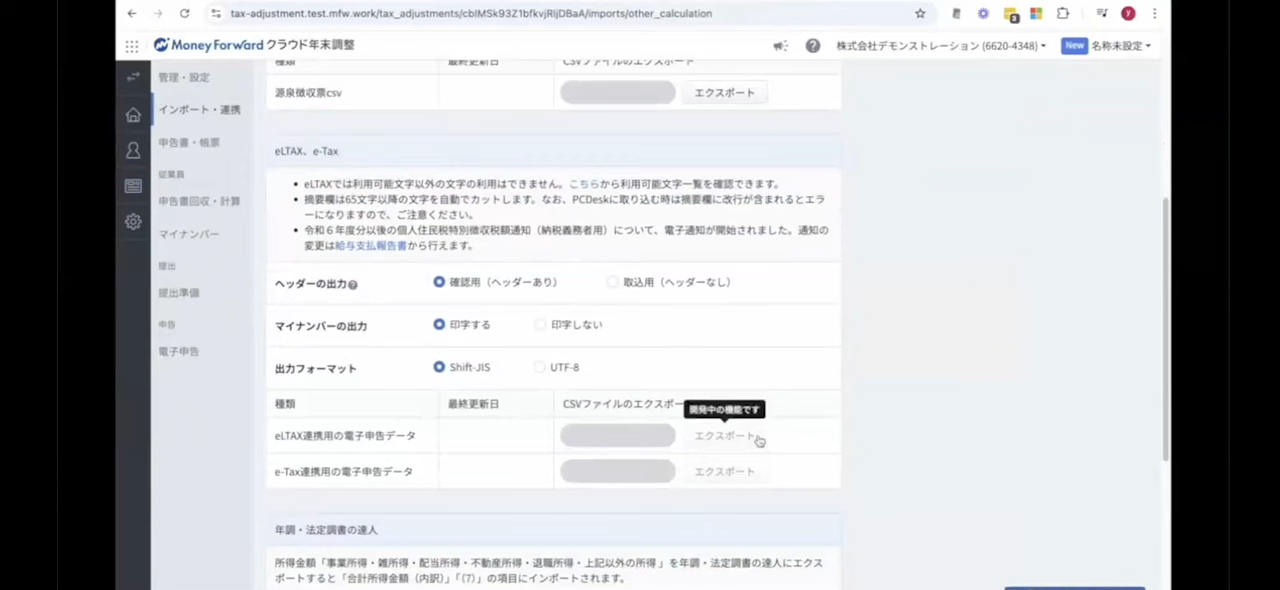 tax-adjustment.test.mfw.work/tax_adjustments/cbIMSk93Z1bfkvjRIjDBaA/imports/other_calculation
Money Forward クラウド年末調整
株式会社デモンストレーション (6620-4348)
New 名称未設定
管理・設定
インポート・連携
申告書・帳票
従業員
申告書回収・計算
マイナンバー
提出
提出準備
申告
電子申告
種類 最終更新日 CSVファイルのエクスポート
源泉徴収票csv エクスポート
eLTAX、e-Tax
• eLTAXでは利用可能文字以外の文字の利用はできません。こちらから利用可能文字一覧を確認できます。
• 摘要欄は65文字以降の文字を自動でカットします。なお、PCDeskに取り込む時は摘要欄に改行が含まれるとエラ
ーになりますので、ご注意ください。
• 令和６年度分以後の個人住民税特別徴収税額通知（納税義務者用）について、電子通知が開始されました。通知の
変更は給与支払報告書から行えます。
ヘッダーの出力 確認用（ヘッダーあり） 取込用（ヘッダーなし）
マイナンバーの出力 印字する 印字しない
出力フォーマット Shift-JIS UTF-8
種類 最終更新日 CSVファイルのエクスポー
開発中の機能です
eLTAX連携用の電子申告データ エクスポート
e-Tax連携用の電子申告データ エクスポート
年調・法定調書の達人
所得金額「事業所得・雑所得・配当所得・不動産所得・退職所得・上記以外の所得」を年調・法定調書の達人にエクス
ポートすると「合計所得金額（内訳）」「(7)」の項目にインポートされます。